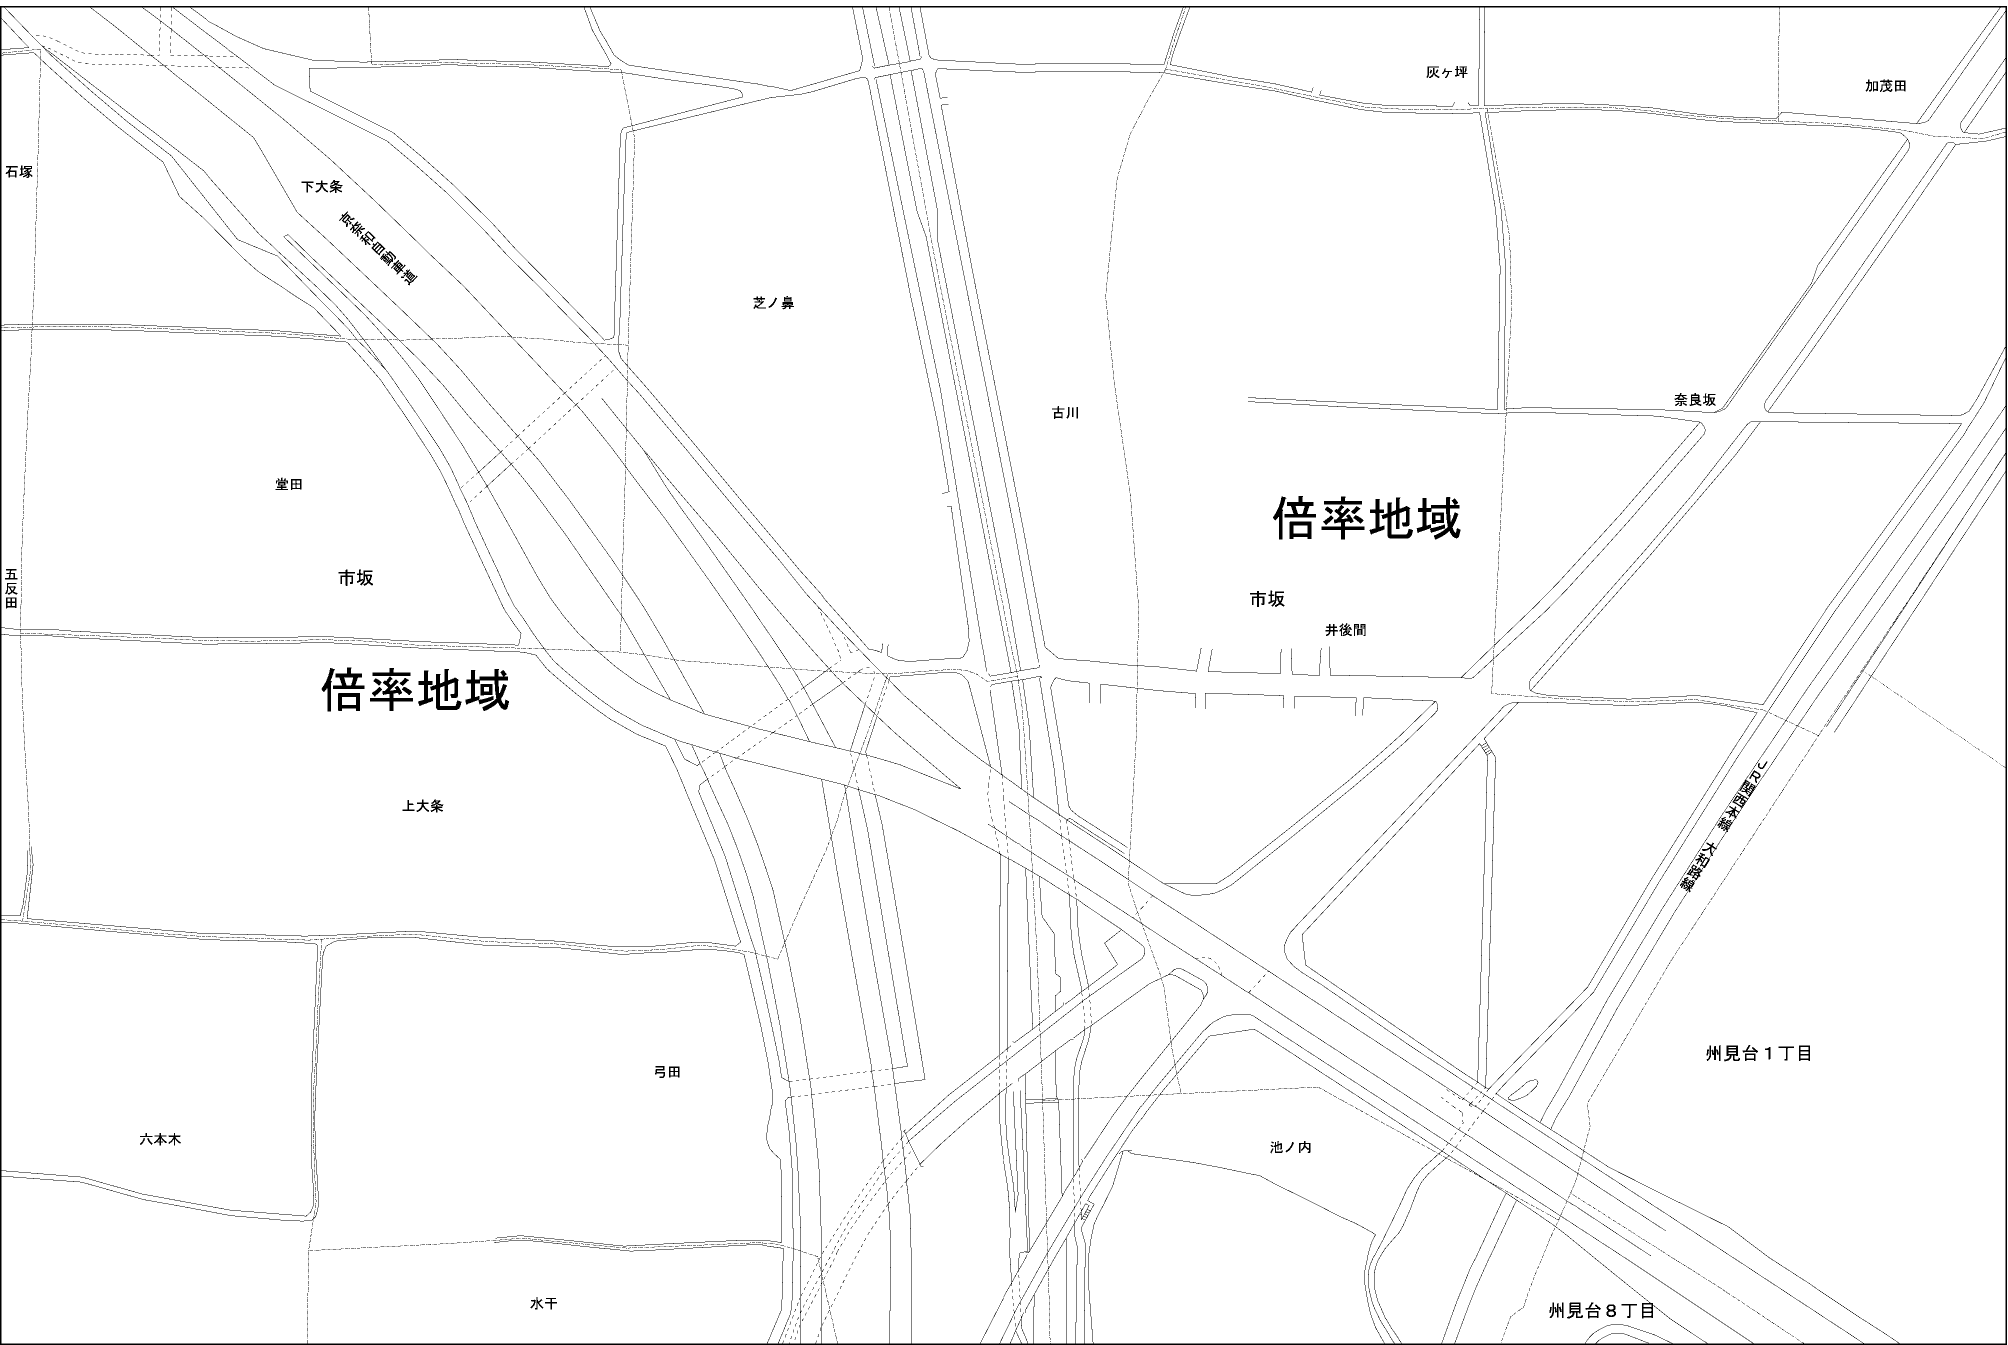 灰ヶ坪
加茂田
石塚
下大条
京奈和自動車道
芝ノ鼻
奈良坂
古川
堂田
倍率地域
五反田
市坂
市坂
井後間
倍率地域
JR関西本線 大和路線
上大条
州見台1丁目
弓田
六本木
池ノ内
水干
州見台8丁目